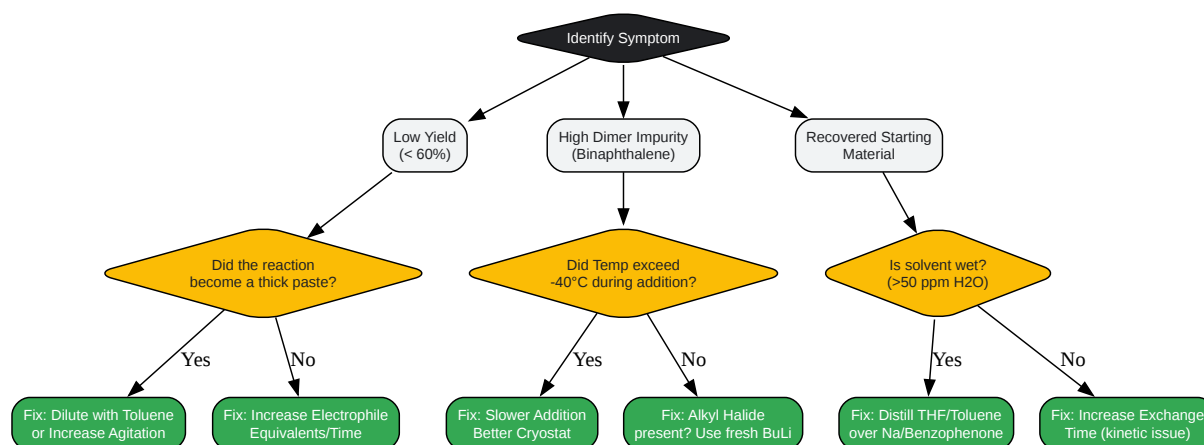 Identify Symptom
Low Yield
(< 60%)
High Dimer Impurity
(Binaphthalene)
Recovered Starting
Material
Did the reaction
become a thick paste?
Did Temp exceed
-40°C during addition?
Is solvent wet?
(>50 ppm H2O)
Yes
No
Yes
No
Yes
No
Fix: Dilute with Toluene
or Increase Agitation
Fix: Increase Electrophile
Equivalents/Time
Fix: Slower Addition
Better Cryostat
Fix: Alkyl Halide
present? Use fresh BuLi
Fix: Distill THF/Toluene
over Na/Benzophenone
Fix: Increase Exchange
Time (kinetic issue)